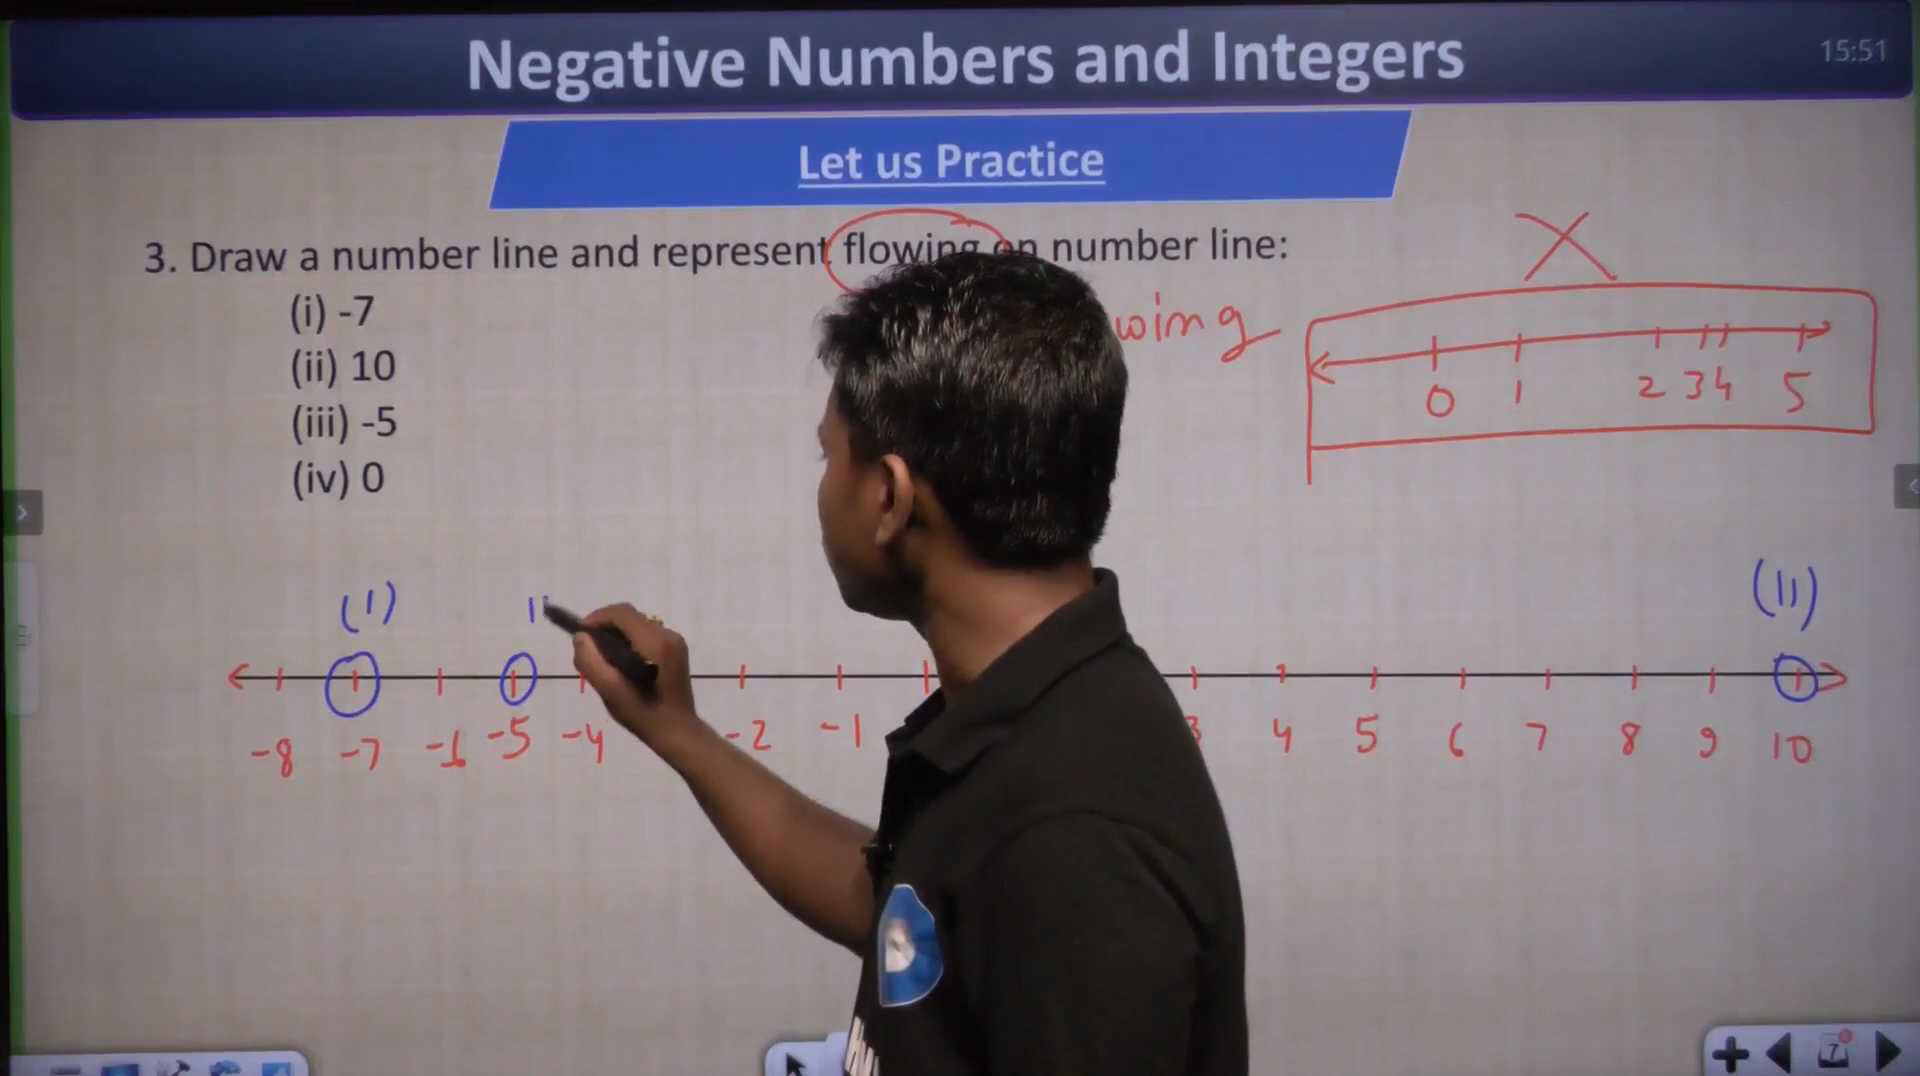 Negative Numbers and Integers
15:51
Let us Practice
3. Draw a number line and represent flowing on number line:
(i) -7
(ii) 10
(iii) -5
(iv) 0
wing
X
0 1 2 3 4 5
(I) (II)
-8 -7 -6 -5 -4 -2 -1 3 4 5 6 7 8 9 10
7